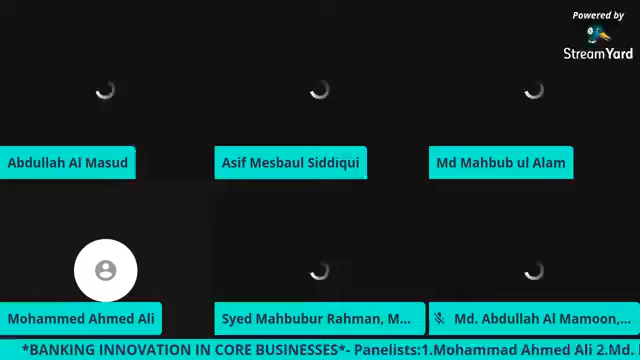 Powered by
StreamYard
Abdullah Al Masud
Asif Mesbaul Siddiqui
Md Mahbub ul Alam
Mohammed Ahmed Ali
Syed Mahbubur Rahman, M...
Md. Abdullah Al Mamoon,...
*BANKING INNOVATION IN CORE BUSINESSES*- Panelists:1.Mohammad Ahmed Ali 2.Md.